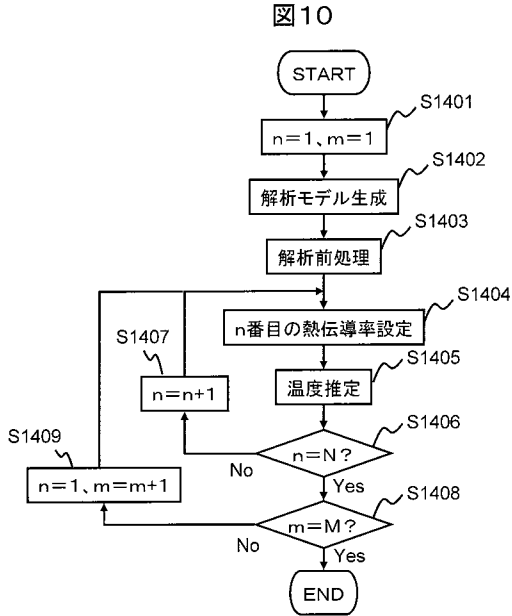 図10
START
S1401
n=1、m=1
S1402
解析モデル生成
S1403
解析前処理
S1404
n番目の熱伝導率設定
S1407
S1405
n=n+1
温度推定
S1406
S1409
n=N?
No
Yes
n=1、m=m+1
S1408
m=M?
No
Yes
END